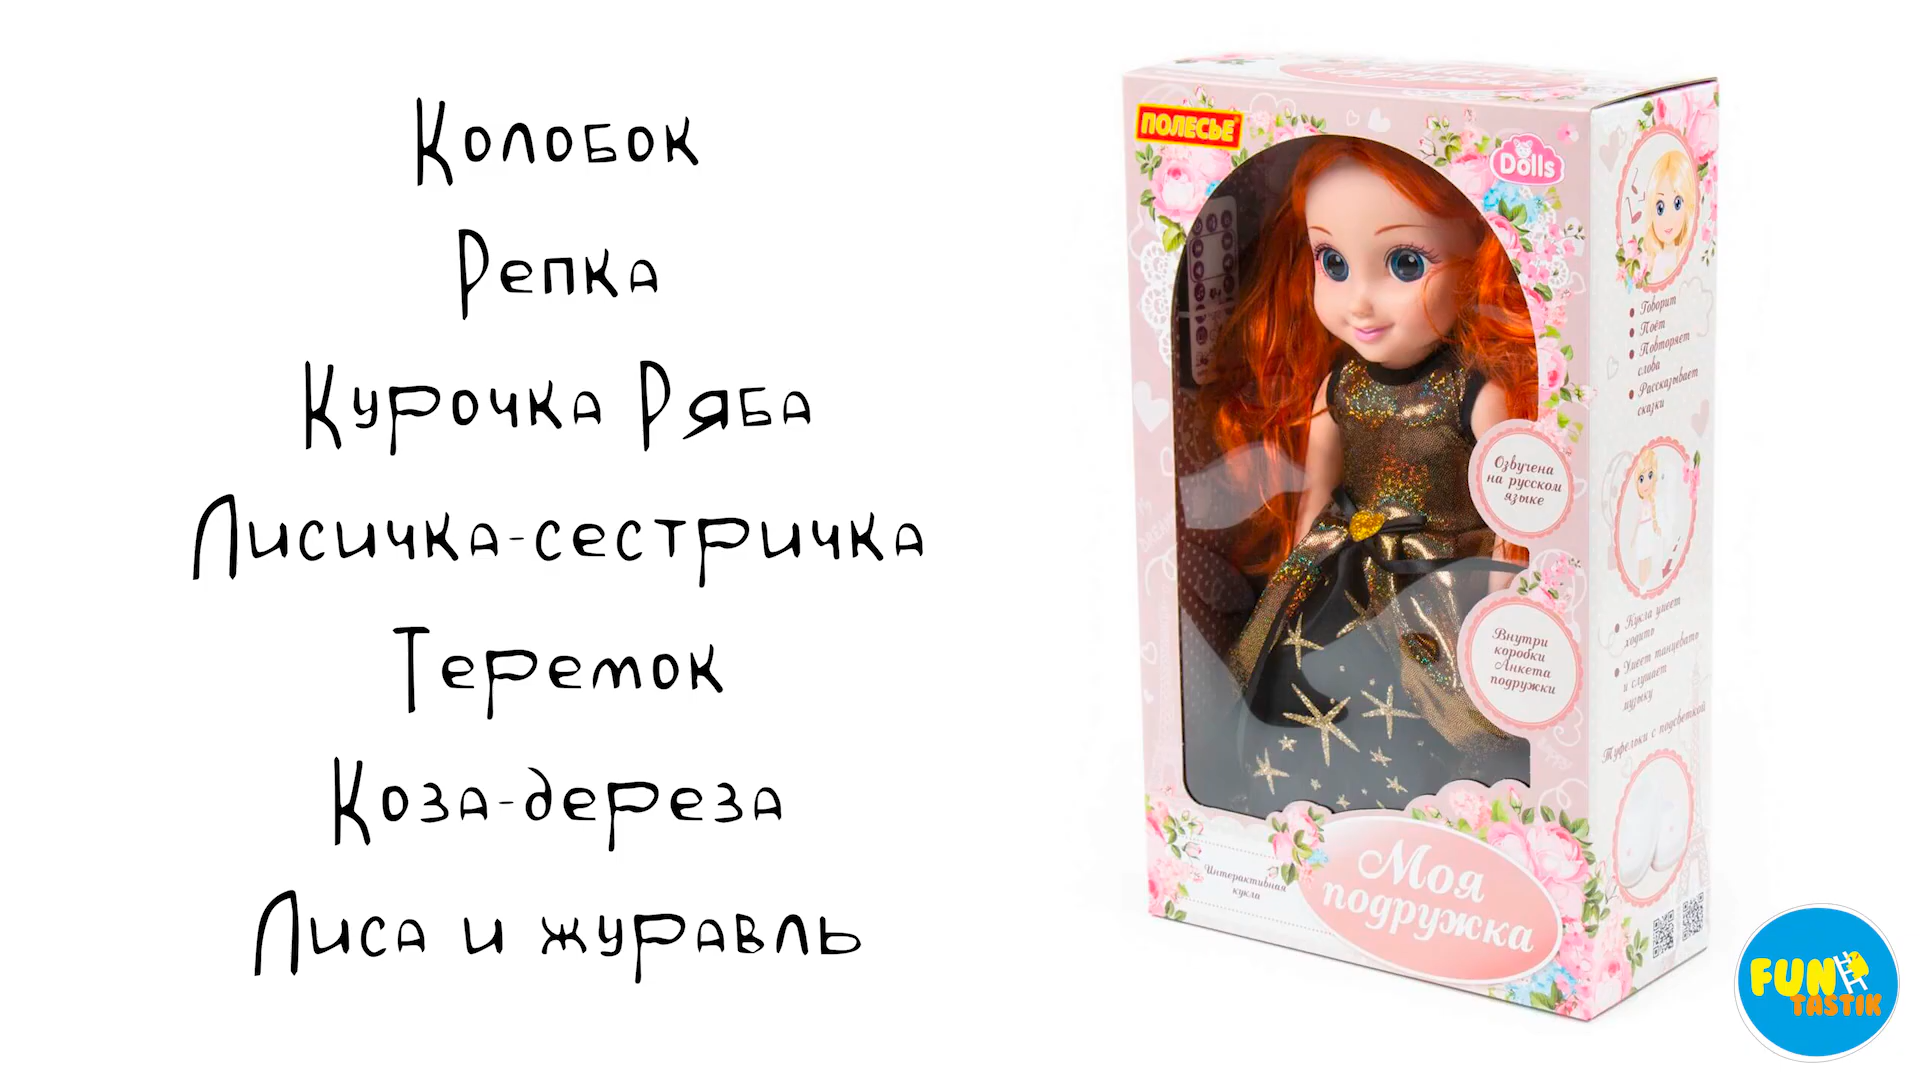 Колобок
Репка
Курочка Ряба
Лисичка-сестричка
Теремок
Коза-дереза
Лиса и журавль
подружка
ПОЛЕСЬЕ
Dolls
Озвучена
на русском
языке
Внутри
коробки
Анкета
подружки
Интерактивная
кукла
Моя
подружка
Говорит
Поёт
Повторяет
слова
Рассказывает
сказки
Кукла умеет
ходить
Умеет танцевать
и слушать
музыку
Туфельки с подсветкой
FUN
TASTIK